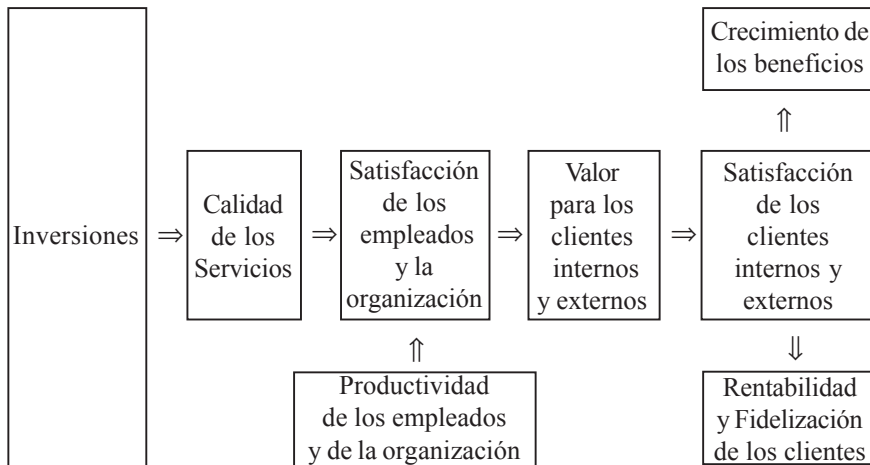 Crecimiento de
los beneficios
⇑
Inversiones
⇒
Calidad
de los
Servicios
⇒
Satisfacción
de los
empleados
y la
organización
⇒
Valor
para los
clientes
internos
y externos
⇒
Satisfacción
de los
clientes
internos y
externos
⇑
⇓
Productividad
de los empleados
y de la organización
Rentabilidad
y Fidelización
de los clientes